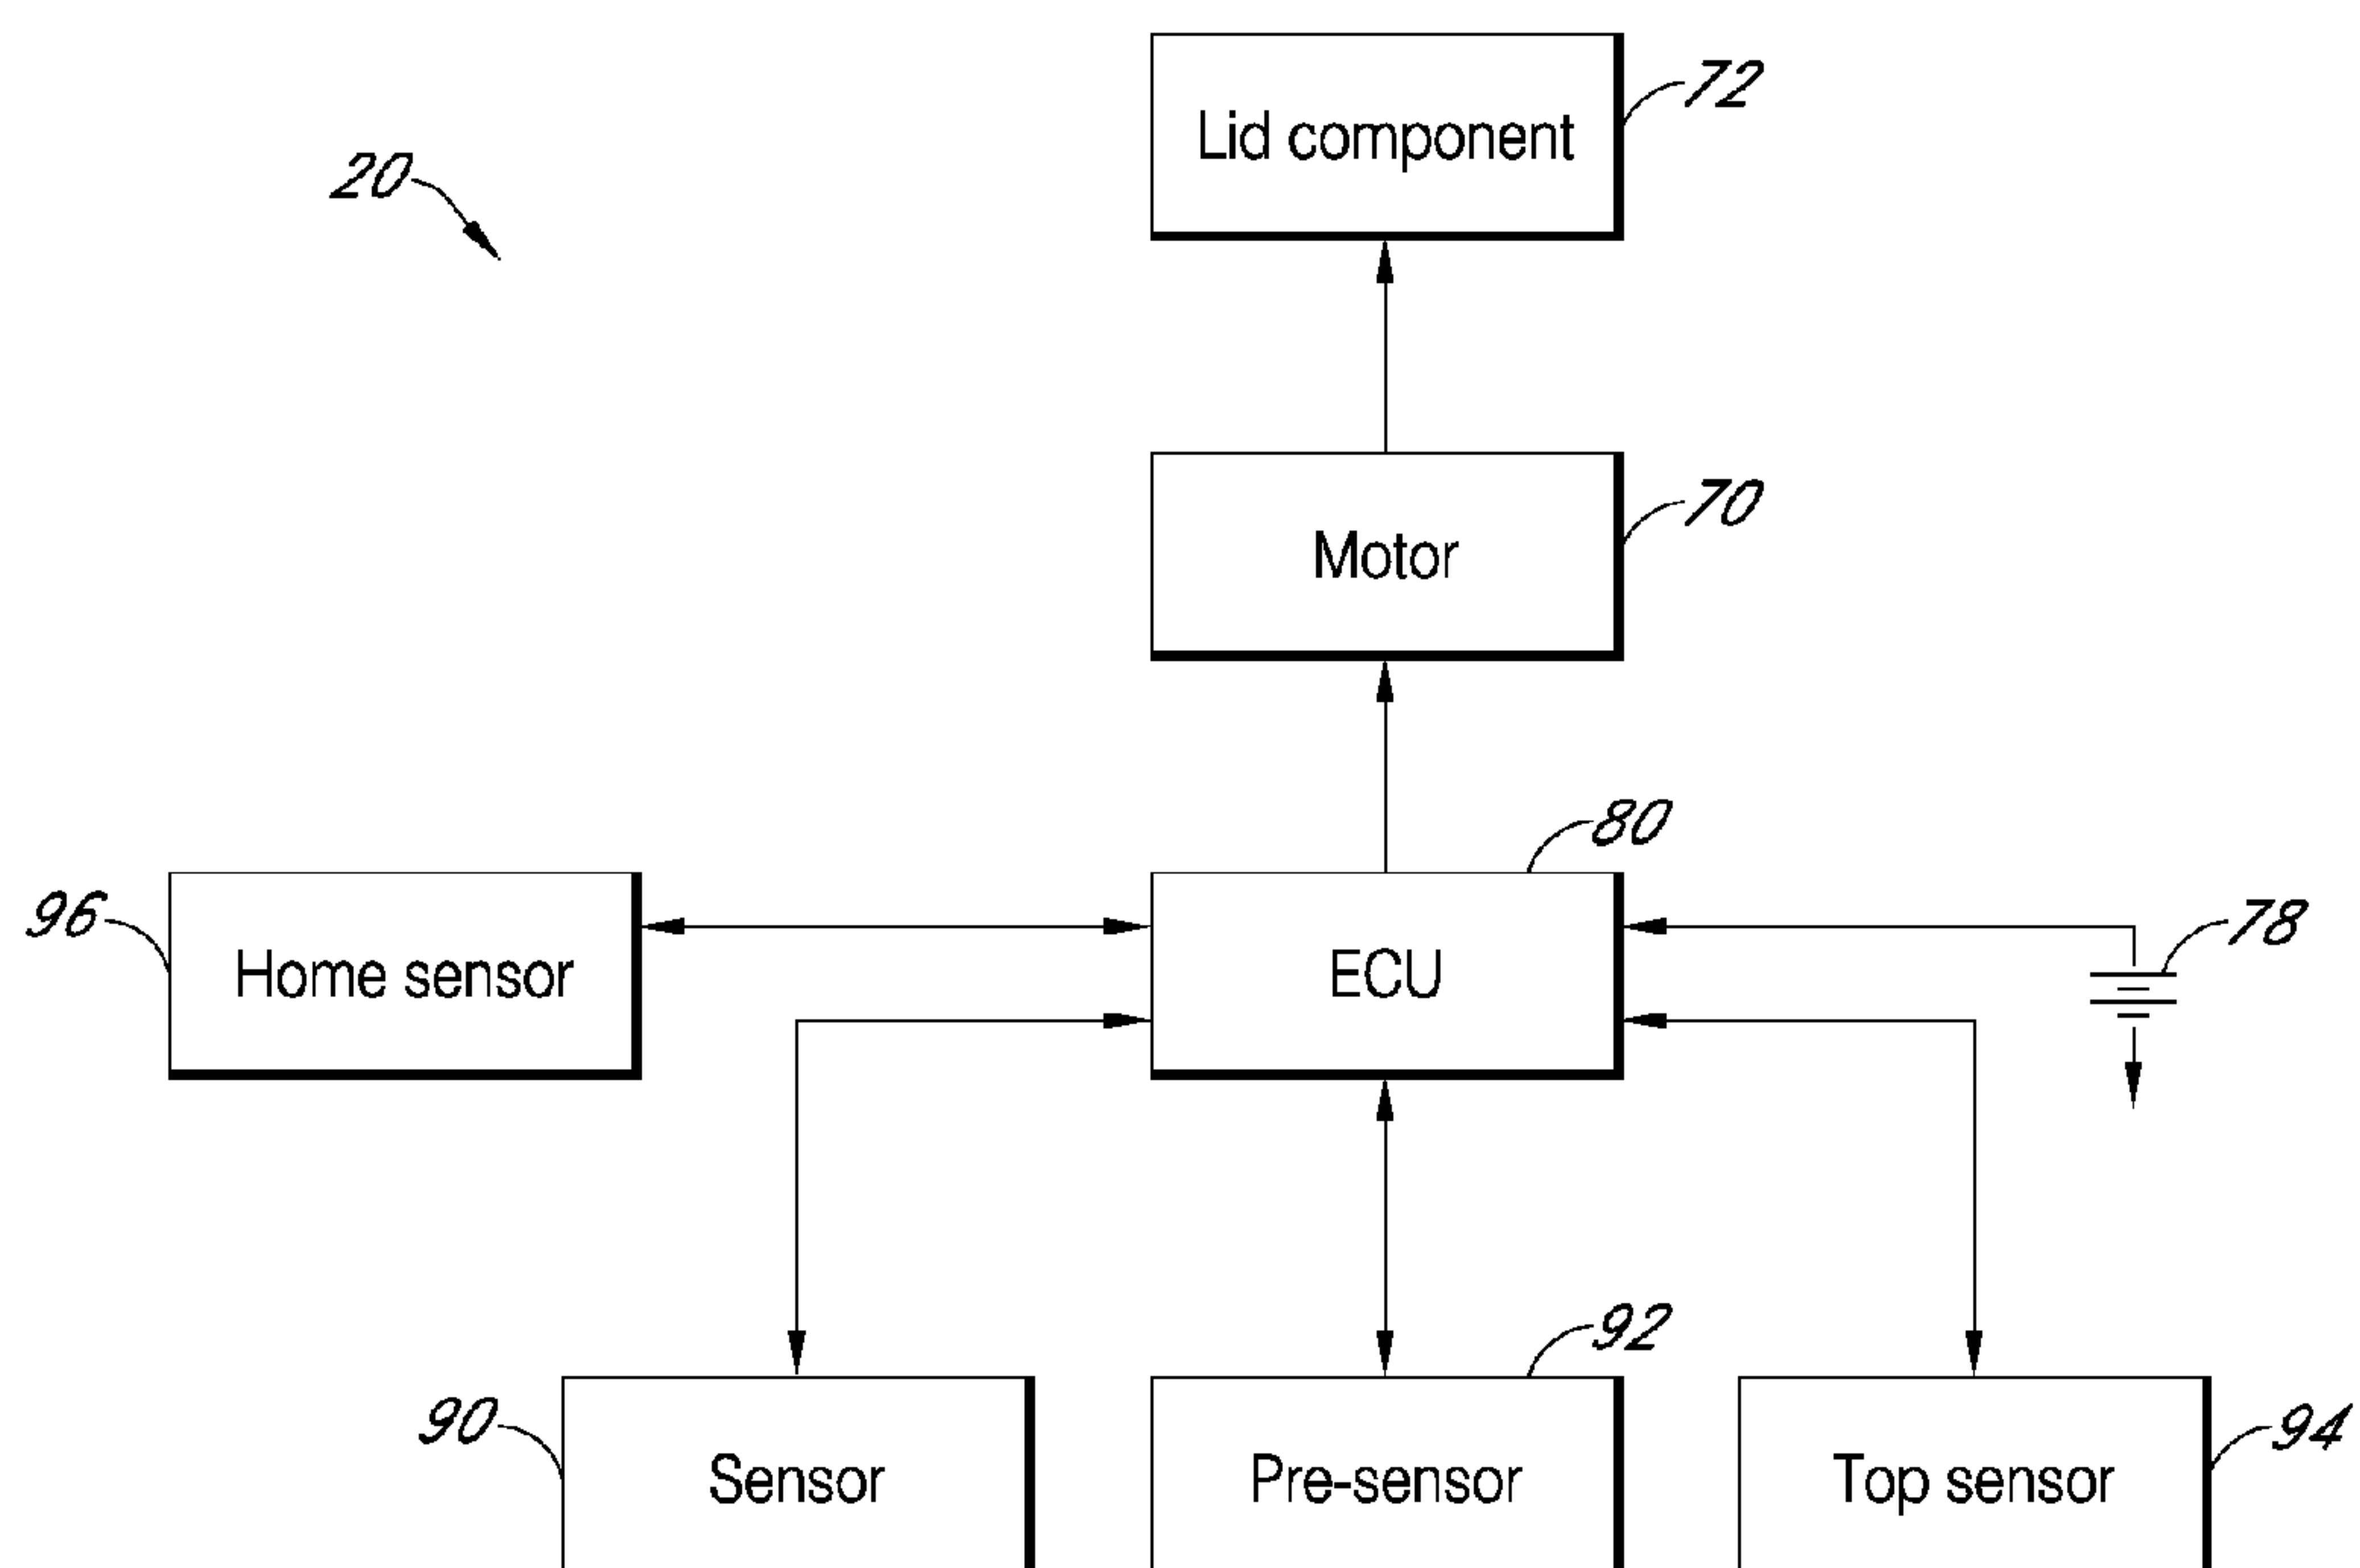 72
Lid component
20
70
Motor
80
96
78
Home sensor
ECU
92
90
94
Sensor
Pre-sensor
Top sensor